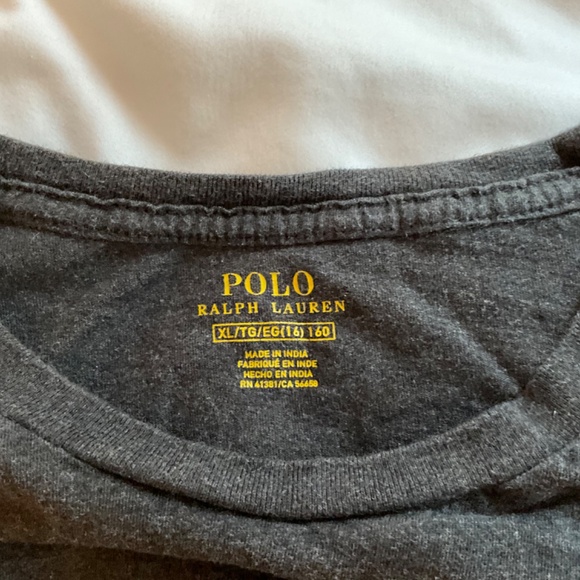 POLO
RALPH LAUREN
XL/TG/EG(16) 160
MADE IN INDIA
FABRIQUÉ EN INDE
HECHO EN INDIA
RN 41381/CA 56658